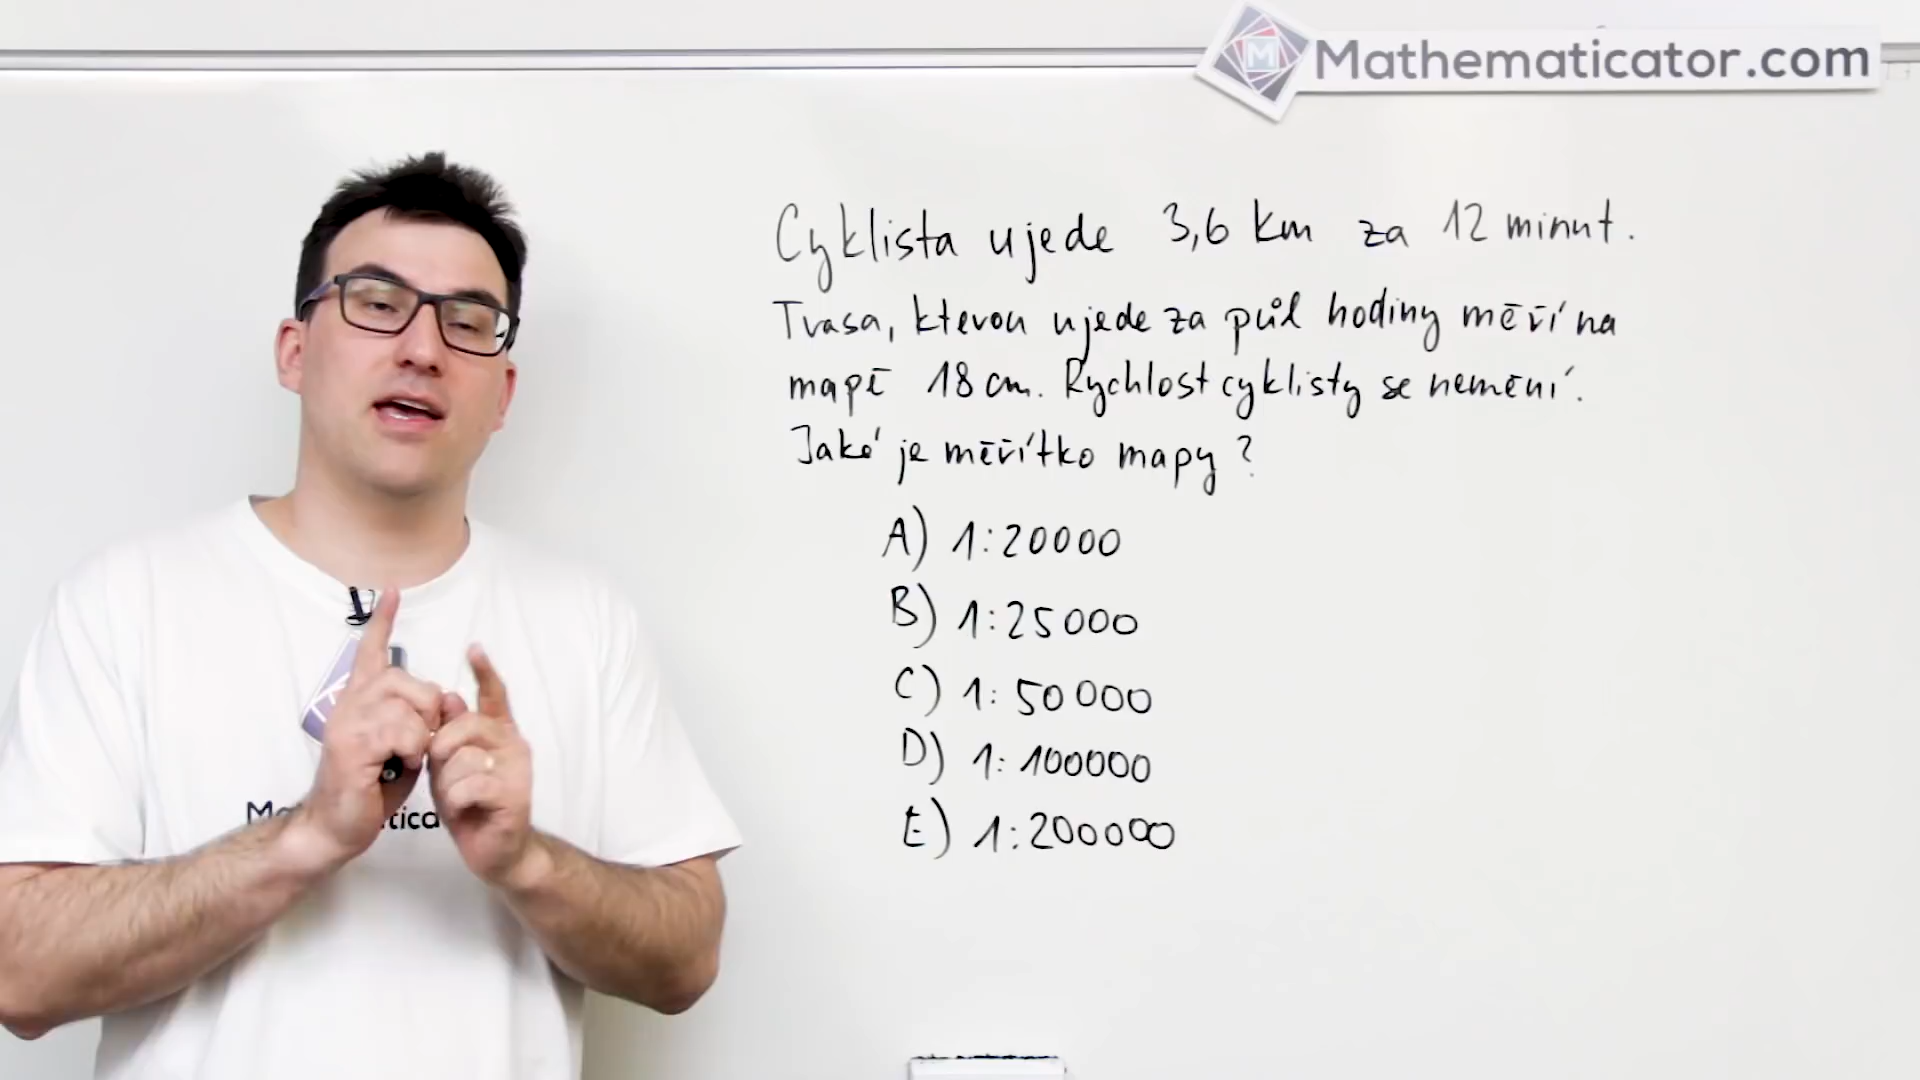 Mathematicator.com
Cyklista ujede 3,6 km za 12 minut.
Trasa, kterou ujede za půl hodiny měří na
mapě 18 cm. Rychlost cyklisty se nemění.
Jaké je měřítko mapy?
A) 1:20000
B) 1:25000
C) 1:50000
D) 1:100000
E) 1:200000